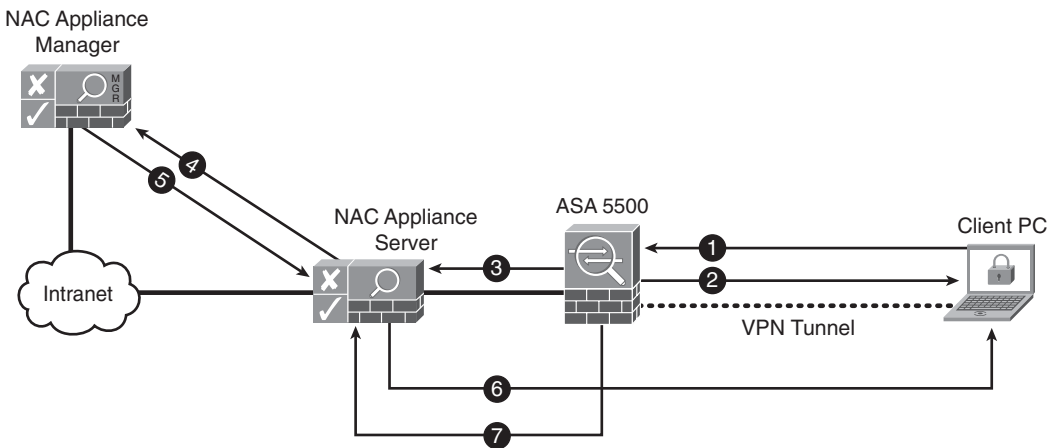 NAC Appliance
Manager
M
G
R
4
5
NAC Appliance
Server
ASA 5500
Client PC
1
3
2
Intranet
VPN Tunnel
6
7